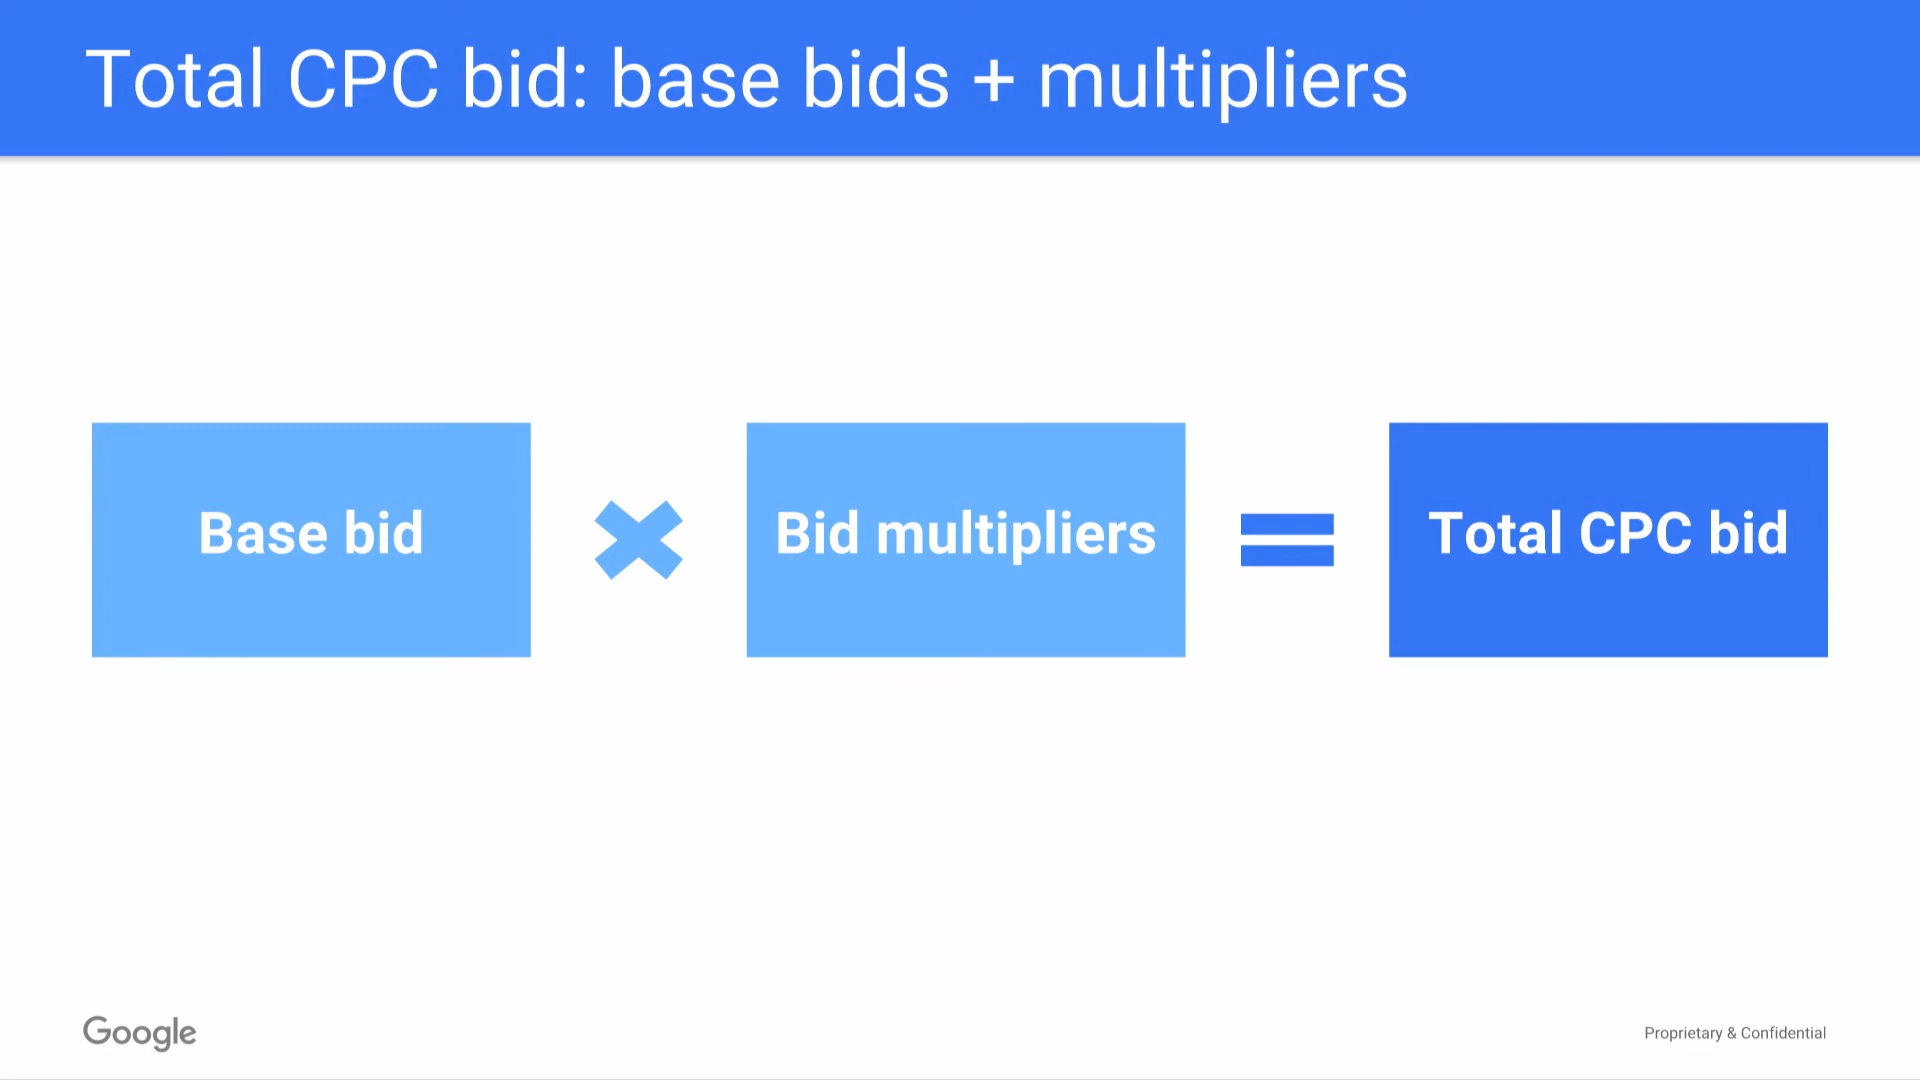 Total CPC bid: base bids + multipliers
Base bid
Bid multipliers
Total CPC bid
Google
Proprietary & Confidential